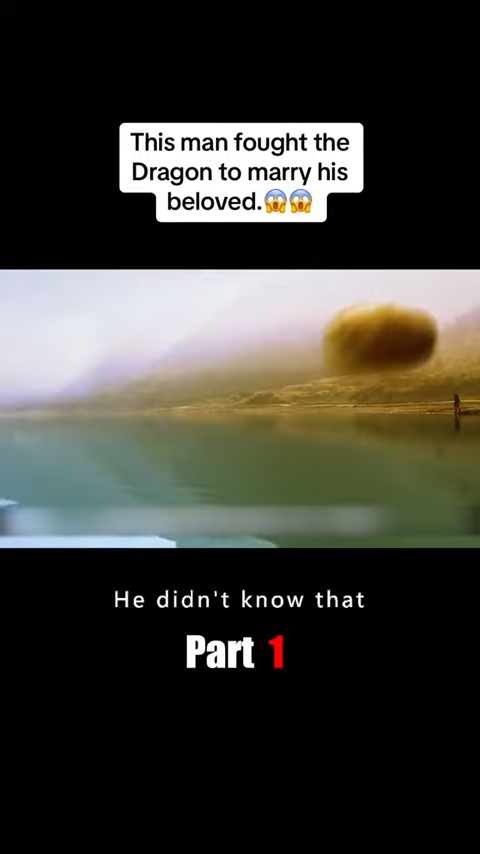 This man fought the
Dragon to marry his
beloved.😱😱
He didn't know that
Part 1